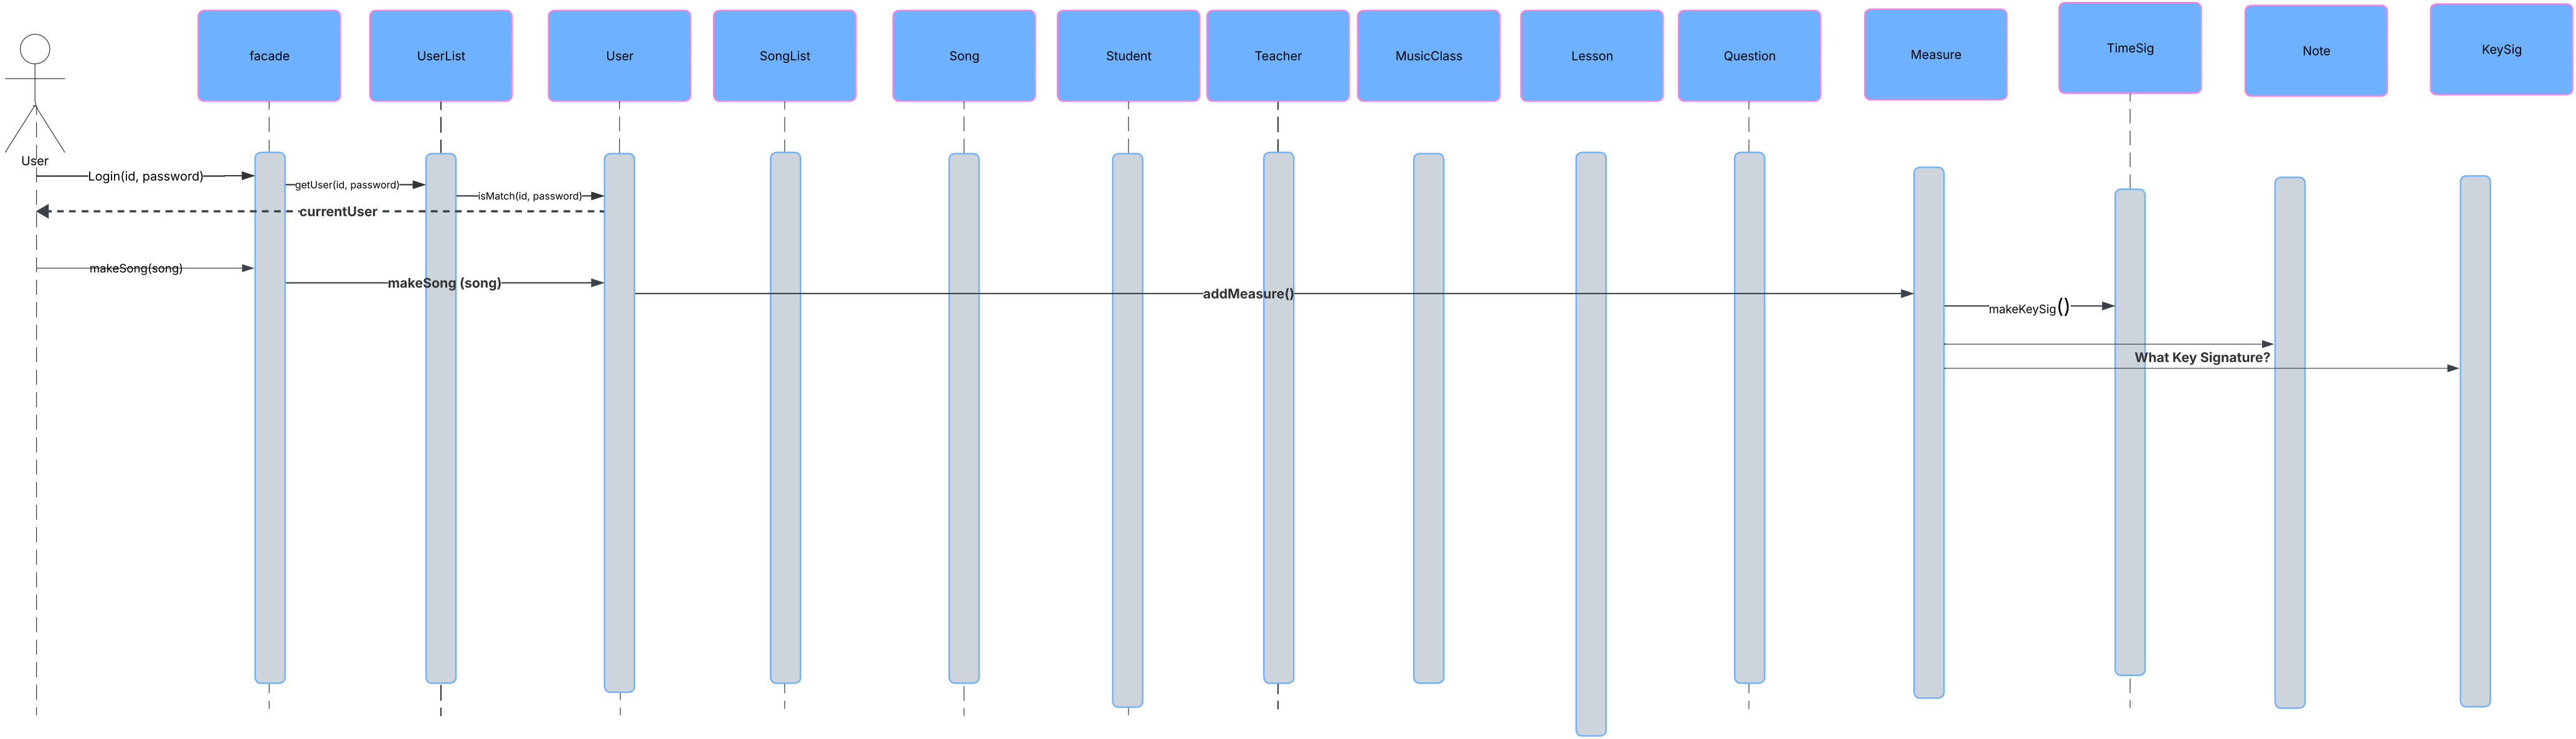 facade
UserList
User
SongList
Song
Student
Teacher
MusicClass
Lesson
Question
Measure
TimeSig
Note
KeySig
User
Login(id, password)
getUser(id, password)
isMatch(id, password)
currentUser
makeSong(song)
makeSong (song)
addMeasure()
makeKeySig()
What Key Signature?